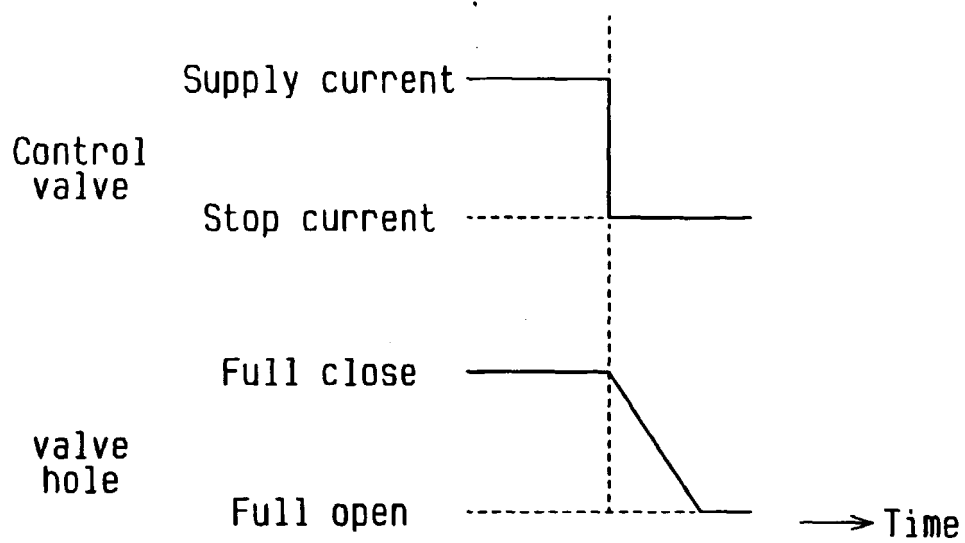 Supply current
Control
valve
Stop current
Full close
valve
hole
Full open
Time